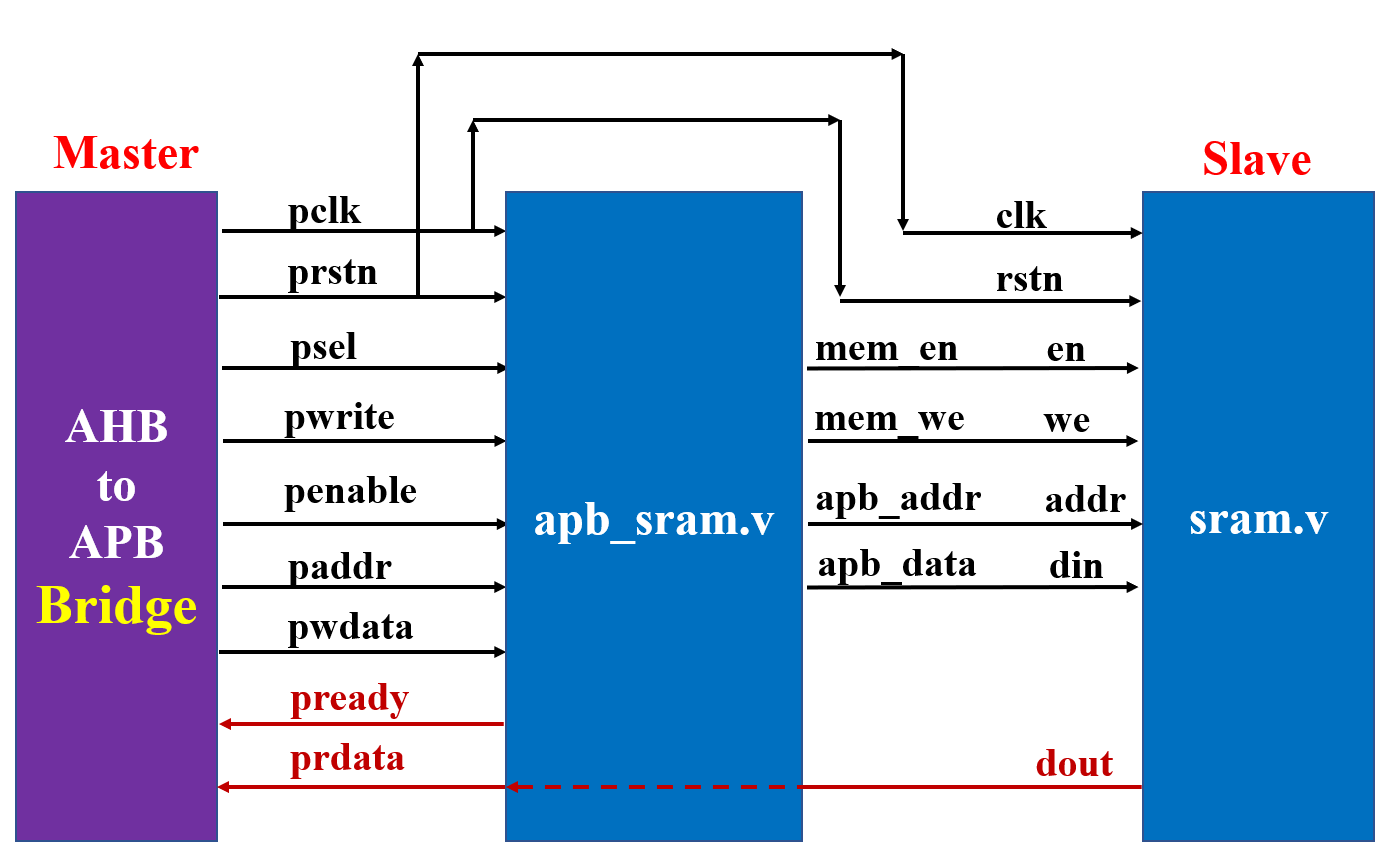 Master
Slave
pclk
clk
prstn
rstn
psel
mem_en
en
pwrite
mem_we
we
penable
apb_addr
addr
paddr
apb_data
din
pwdata
pready
prdata
dout
AHB
to
APB
Bridge
apb_sram.v
sram.v